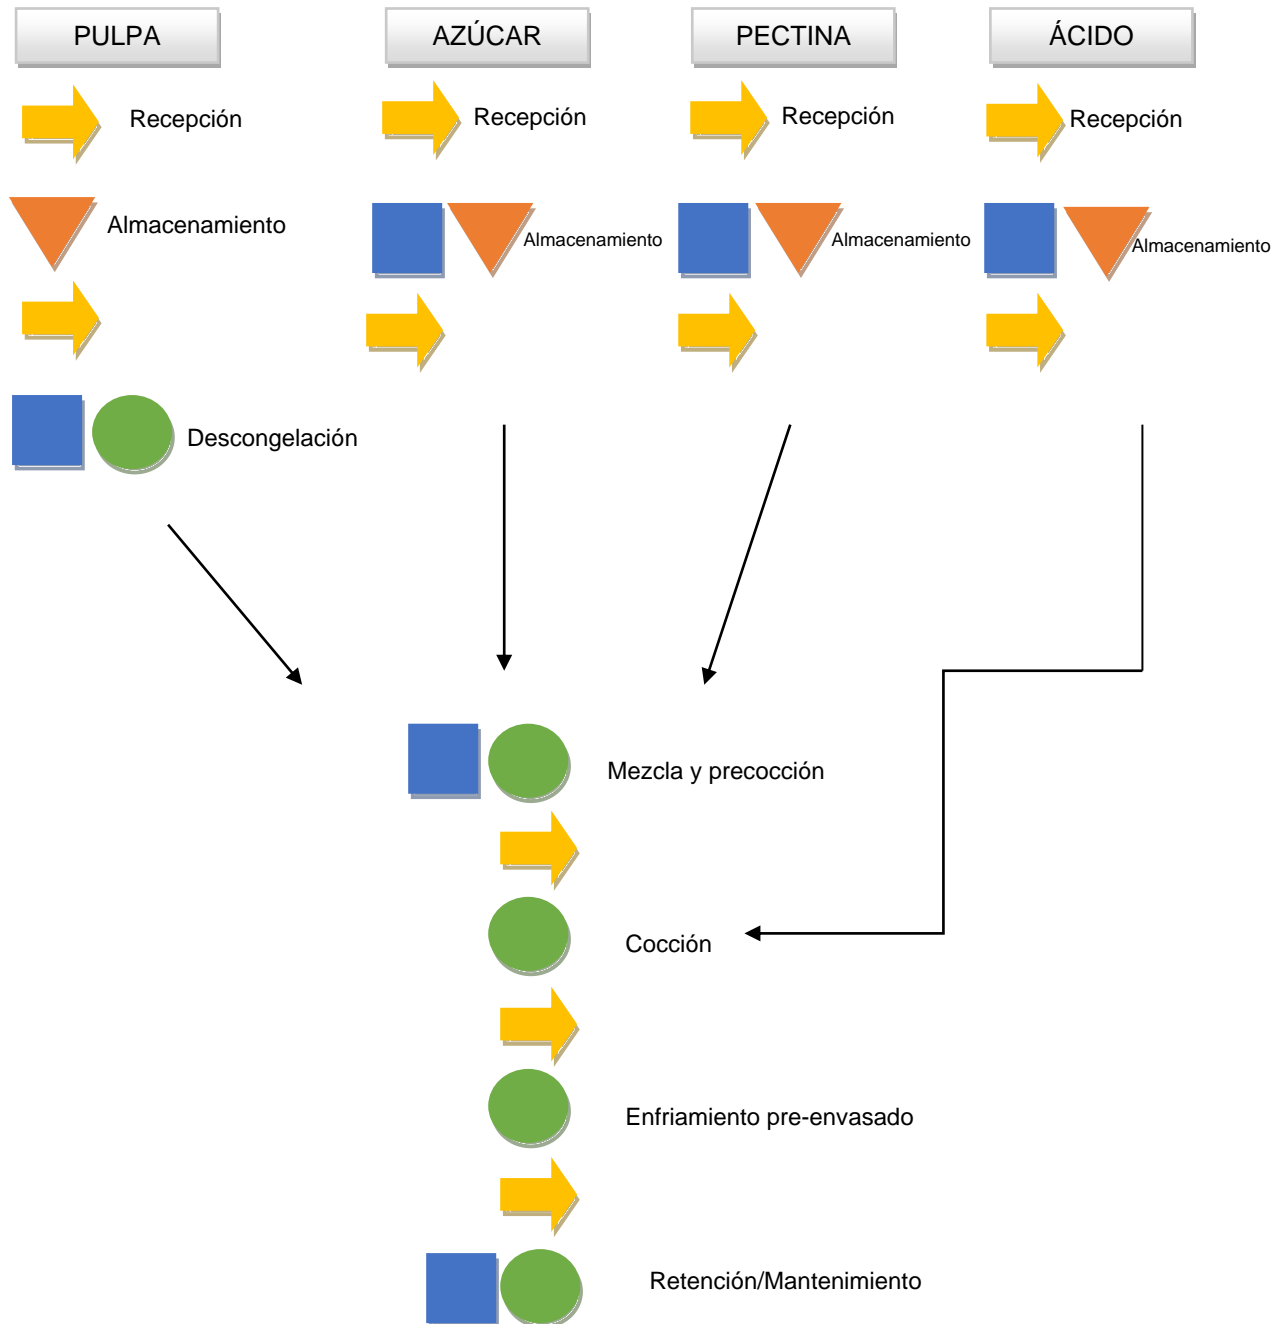 PULPA
AZÚCAR
PECTINA
ÁCIDO
Recepción
Recepción
Recepción
Recepción
Almacenamiento
Almacenamiento
Almacenamiento
Almacenamiento
Descongelación
Mezcla y precocción
Cocción
Enfriamiento pre-envasado
Retención/Mantenimiento